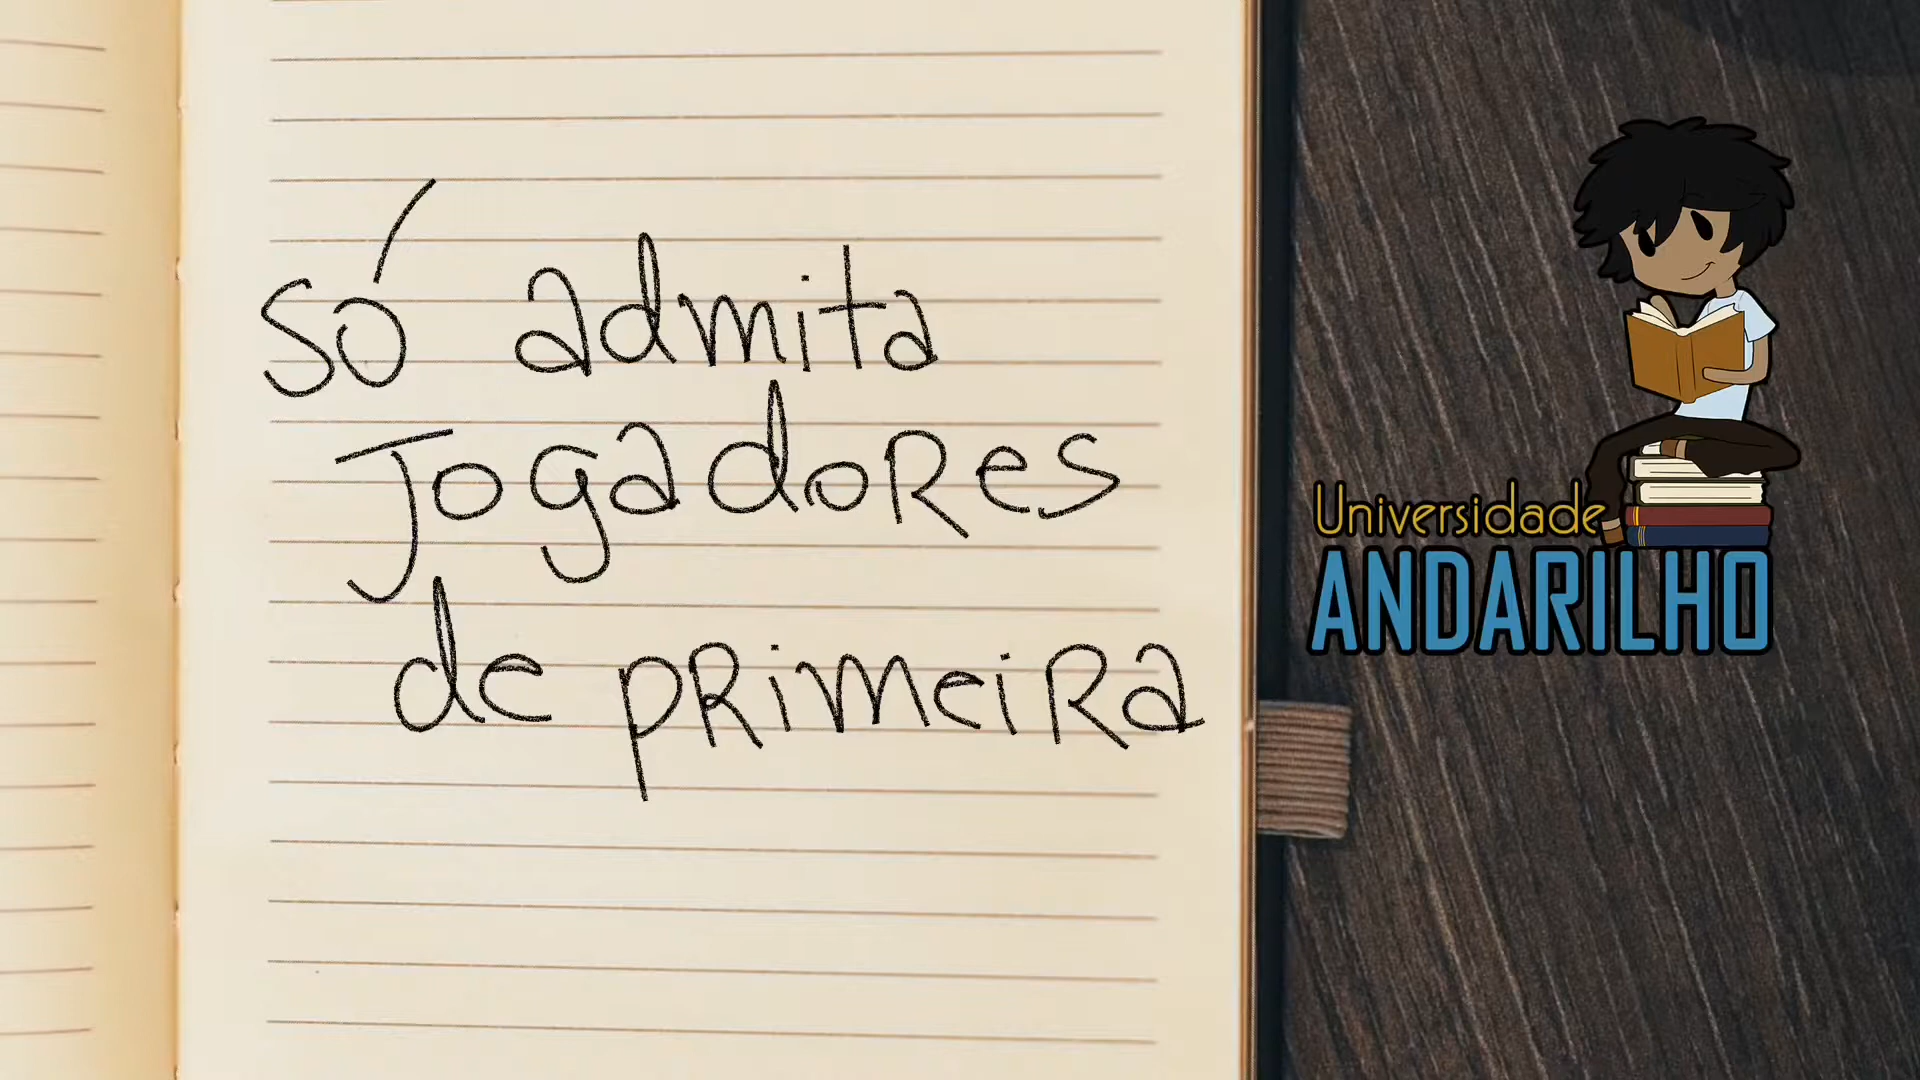 só admita
jogadores
de primeira
Universidade
ANDARILHO